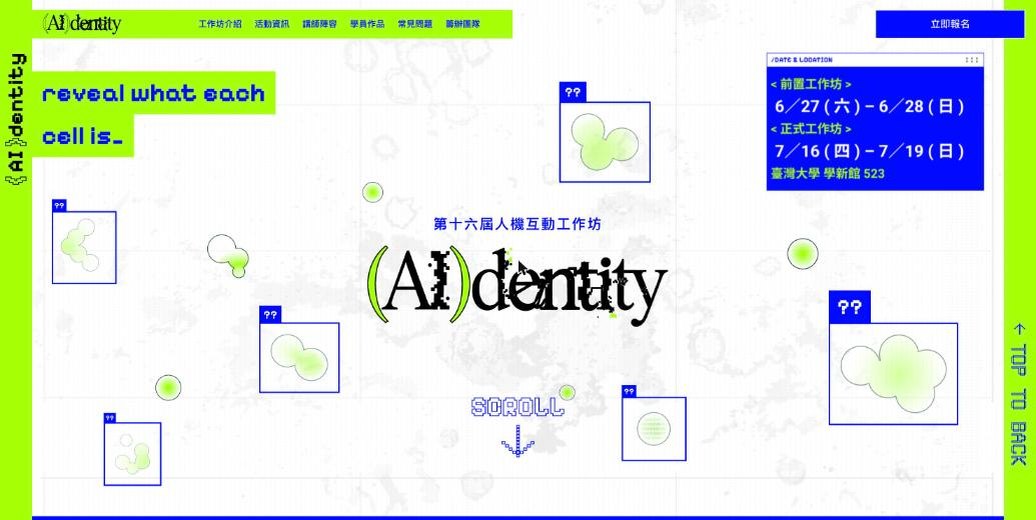 (AI)dentity
工作坊介紹 活動資訊 講師陣容 學員作品 常見問題 籌辦團隊
立即報名
(AI)dentity
reveal what each
cell is_
/DATE & LOCATION
< 前置工作坊 >
6／27 ( 六 ) – 6／28 ( 日 )
< 正式工作坊 >
7／16 ( 四 ) – 7／19 ( 日 )
臺灣大學 學新館 523
??
??
第十六屆人機互動工作坊
(AI)dentity
??
??
??
??
SCROLL
← TOP TO BACK